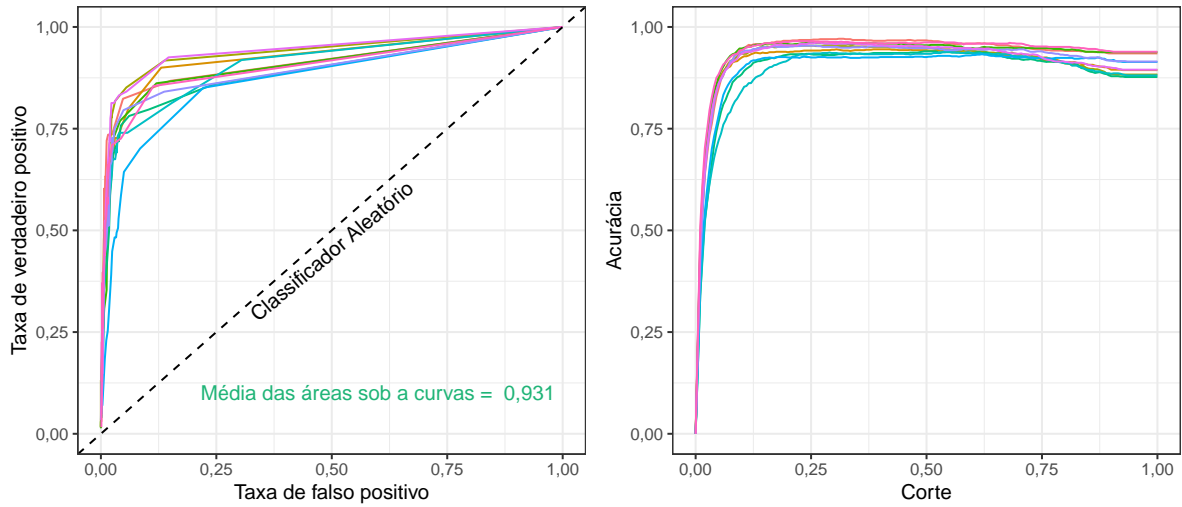 1,00
0,75
0,50
0,25
0,00
Taxa de verdadeiro positivo
Classificador Aleatório
Média das áreas sob a curvas = 0,931
0,00 0,25 0,50 0,75 1,00
Taxa de falso positivo
1,00
0,75
0,50
0,25
0,00
Acurácia
0,00 0,25 0,50 0,75 1,00
Corte